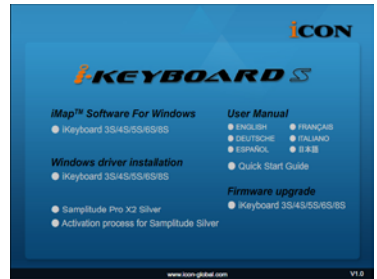 iCON
i-KEYBOARD S
iMap™ Software For Windows
iKeyboard 3S/4S/5S/6S/8S
Windows driver installation
iKeyboard 3S/4S/5S/6S/8S
Samplitude Pro X2 Silver
Activation process for Samplitude Silver
User Manual
ENGLISH FRANÇAIS
DEUTSCHE ITALIANO
ESPAÑOL 日本語
Quick Start Guide
Firmware upgrade
iKeyboard 3S/4S/5S/6S/8S
www.icon-global.com V1.0